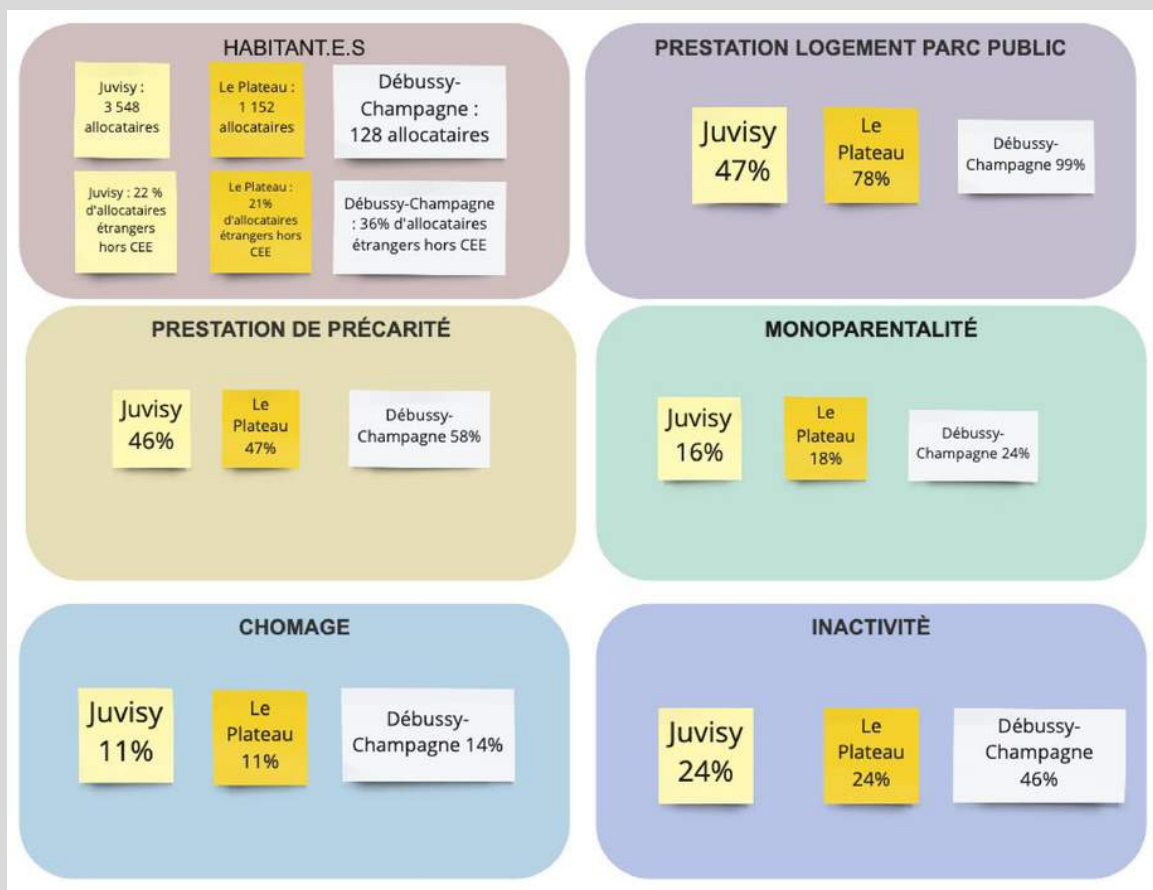 HABITANT.E.S
Juvisy :
3 548
allocataires
Le Plateau :
1 152
allocataires
Débussy-
Champagne :
128 allocataires
Juvisy : 22 %
d'allocataires
étrangers
hors CEE
Le Plateau :
21%
d'allocataires
étrangers hors
CEE
Débussy-Champagne
: 36% d'allocataires
étrangers hors CEE
PRESTATION LOGEMENT PARC PUBLIC
Juvisy
47%
Le
Plateau
78%
Débussy-
Champagne 99%
PRESTATION DE PRÉCARITÉ
Juvisy
46%
Le
Plateau
47%
Débussy-
Champagne 58%
MONOPARENTALITÉ
Juvisy
16%
Le
Plateau
18%
Débussy-
Champagne 24%
CHOMAGE
Juvisy
11%
Le
Plateau
11%
Débussy-
Champagne 14%
INACTIVITÈ
Juvisy
24%
Le
Plateau
24%
Débussy-
Champagne
46%